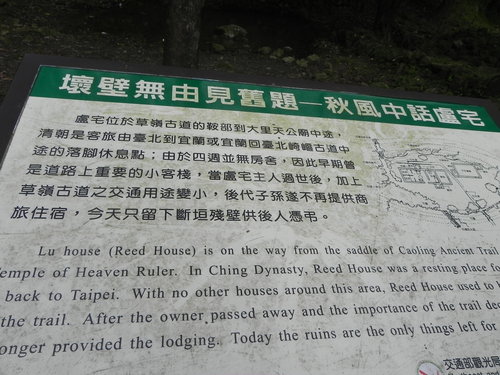 壞壁無由見舊題—秋風中話盧宅
盧宅位於草嶺古道的鞍部到大里天公廟中途，
清朝是客旅由臺北到宜蘭或宜蘭回臺北崎嶇古道中
途的落腳休息點；由於四週並無房舍，因此早期曾
是道路上重要的小客棧，當盧宅主人過世後，加上
草嶺古道之交通用途變小，後代子孫遂不再提供商
旅住宿，今天只留下斷垣殘壁供後人憑弔。
Lu house (Reed House) is on the way from the saddle of Caoling Ancient Trail
Temple of Heaven Ruler. In Ching Dynasty, Reed House was a resting place
back to Taipei. With no other houses around this area, Reed House used to
the trail. After the owner passed away and the importance of the trail
longer provided the lodging. Today the ruins are the only things left for
交通部觀光局